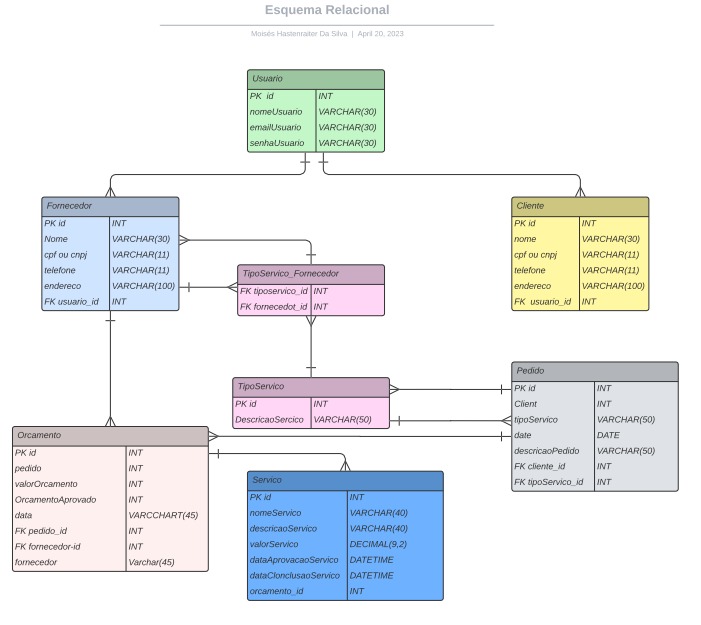 Esquema Relacional
Moisés Hastenraiter Da Silva | April 20, 2023
Usuario
PK id INT
nomeUsuario VARCHAR(30)
emailUsuario VARCHAR(30)
senhaUsuario VARCHAR(30)
Fornecedor
PK id INT
Nome VARCHAR(30)
cpf ou cnpj VARCHAR(11)
telefone VARCHAR(11)
endereco VARCHAR(100)
FK usuario_id INT
Cliente
PK id INT
nome VARCHAR(30)
cpf ou cnpj VARCHAR(11)
telefone VARCHAR(11)
endereco VARCHAR(100)
FK usuario_id INT
TipoServico_Fornecedor
FK tiposervico_id INT
FK fornecedot_id INT
TipoServico
PK id INT
DescricaoSercico VARCHAR(50)
Pedido
PK id INT
Client INT
tipoServico VARCHAR(50)
date DATE
descricaoPedido VARCHAR(50)
FK cliente_id INT
FK tipoServico_id INT
Orcamento
PK id INT
pedido INT
valorOrcamento INT
OrcamentoAprovado INT
data VARCCHART(45)
FK pedido_id INT
FK fornecedor-id INT
fornecedor Varchar(45)
Servico
PK id INT
nomeServico VARCHAR(40)
descricaoServico VARCHAR(40)
valorServico DECIMAL(9,2)
dataAprovacaoServico DATETIME
dataClonclusaoServico DATETIME
orcamento_id INT